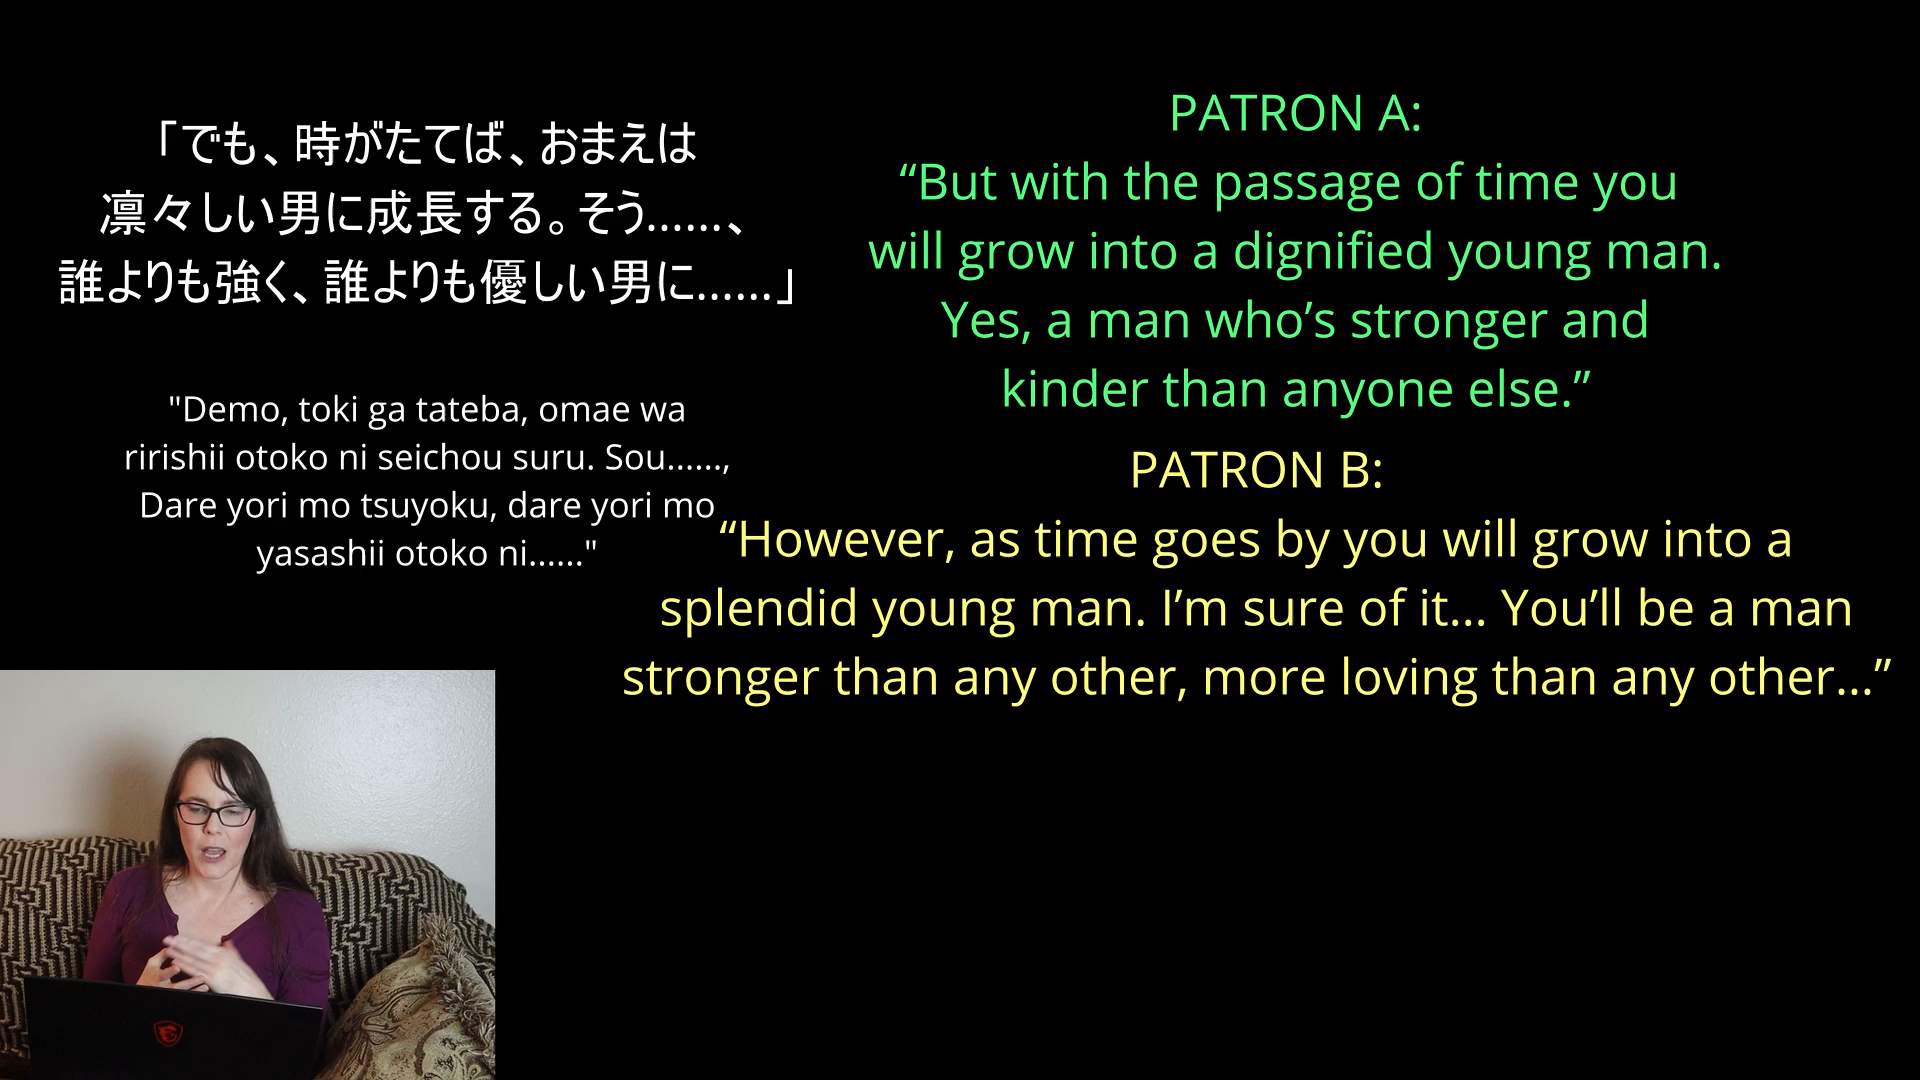 「でも、時がたてば、おまえは
凛々しい男に成長する。そう……、
誰よりも強く、誰よりも優しい男に……」
"Demo, toki ga tateba, omae wa
ririshii otoko ni seichou suru. Sou......,
Dare yori mo tsuyoku, dare yori mo
yasashii otoko ni......"
PATRON A:
“But with the passage of time you
will grow into a dignified young man.
Yes, a man who’s stronger and
kinder than anyone else.”
PATRON B:
“However, as time goes by you will grow into a
splendid young man. I’m sure of it... You’ll be a man
stronger than any other, more loving than any other...”